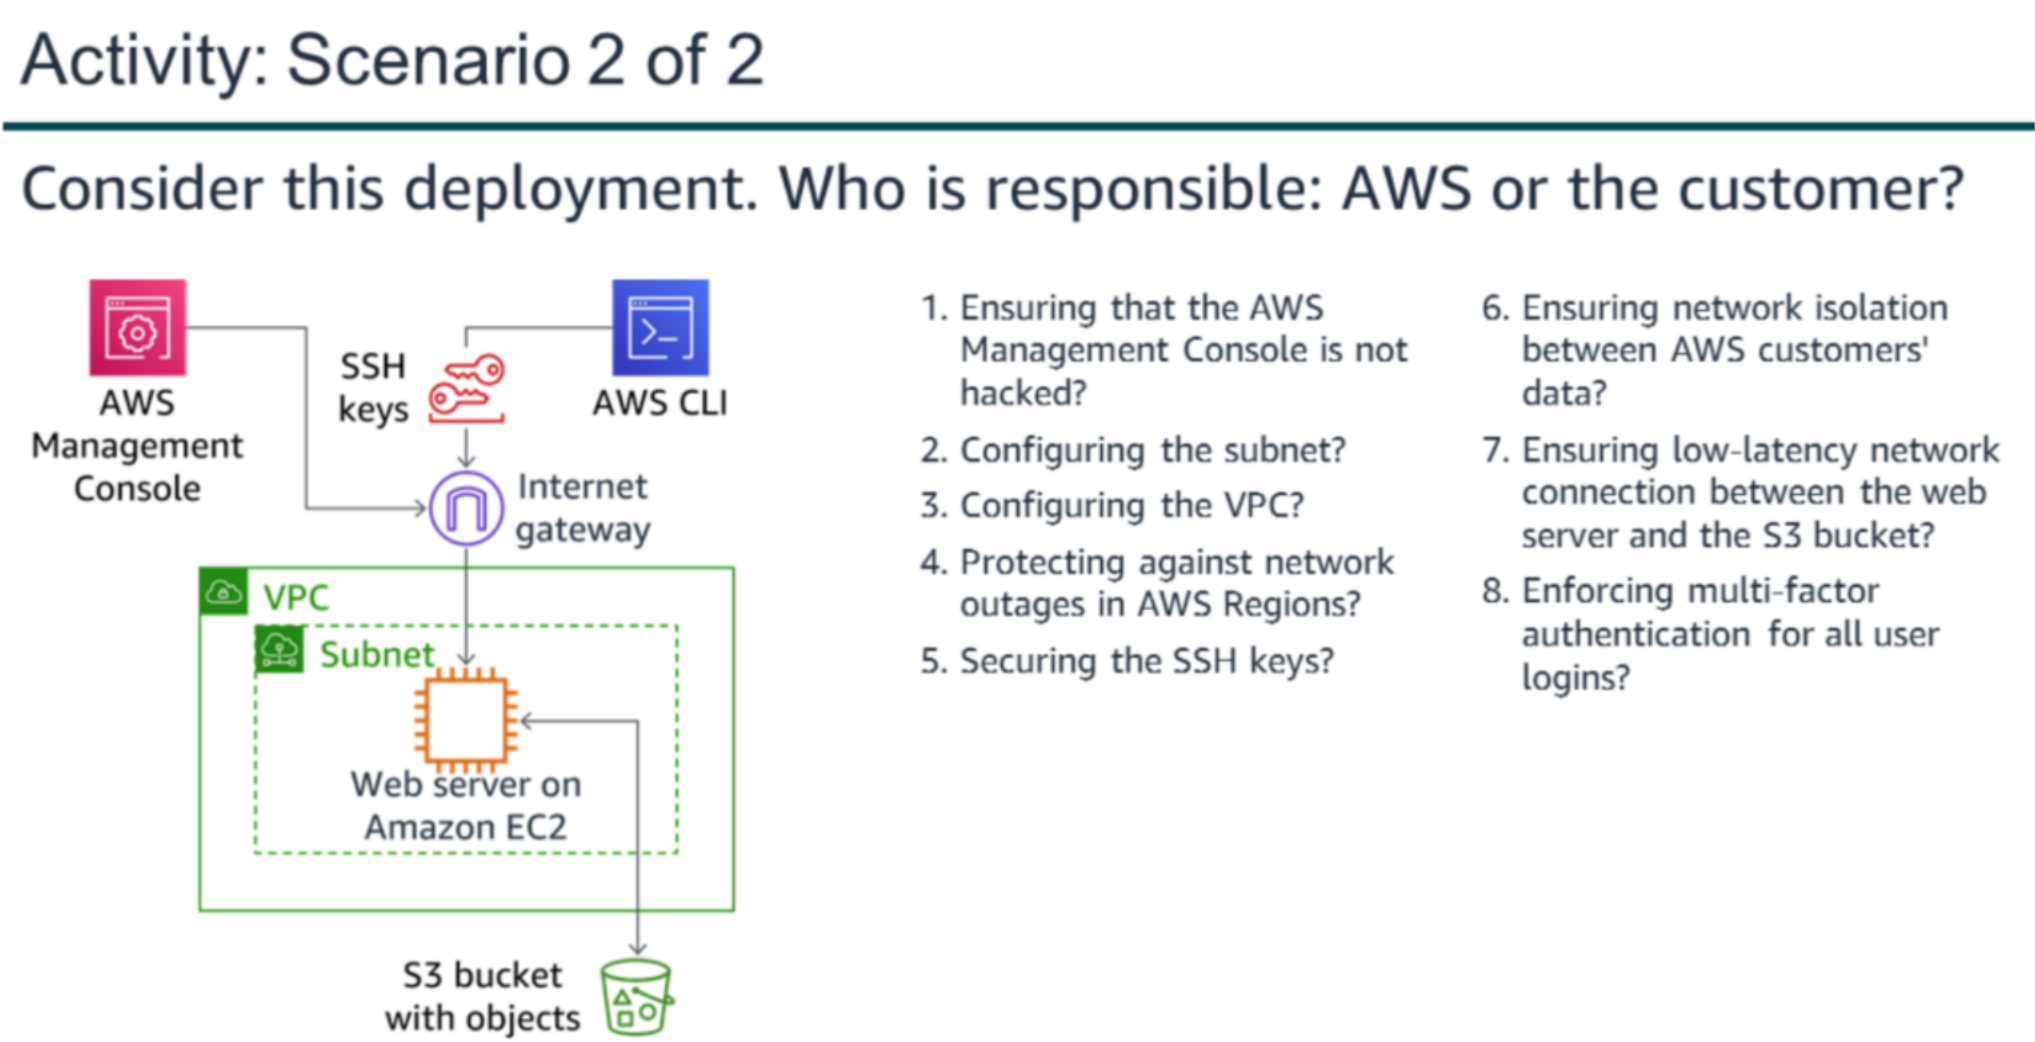 Activity: Scenario 2 of 2
Consider this deployment. Who is responsible: AWS or the customer?
AWS
Management
Console
SSH
keys
AWS CLI
Internet
gateway
VPC
Subnet
Web server on
Amazon EC2
S3 bucket
with objects
1. Ensuring that the AWS
Management Console is not
hacked?
2. Configuring the subnet?
3. Configuring the VPC?
4. Protecting against network
outages in AWS Regions?
5. Securing the SSH keys?
6. Ensuring network isolation
between AWS customers'
data?
7. Ensuring low-latency network
connection between the web
server and the S3 bucket?
8. Enforcing multi-factor
authentication for all user
logins?